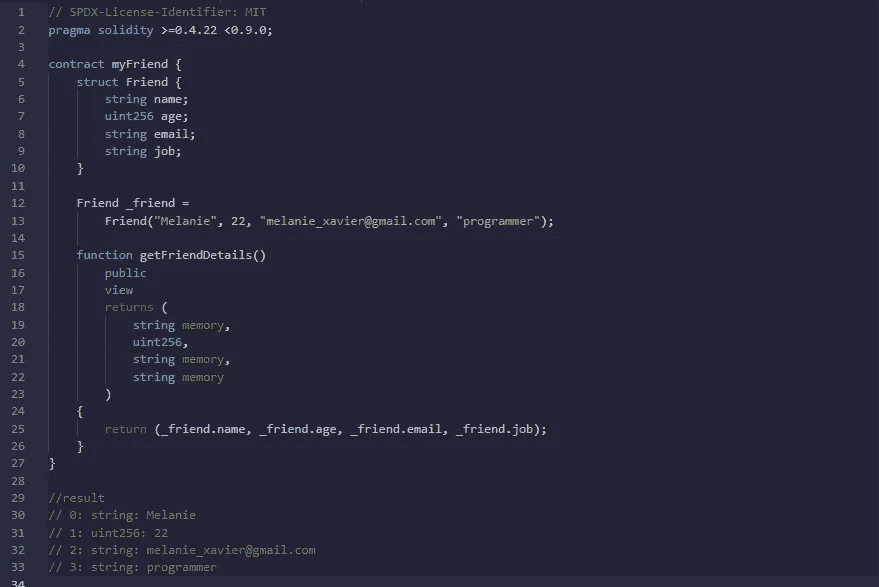 1 // SPDX-License-Identifier: MIT
2 pragma solidity >=0.4.22 <0.9.0;
3
4 contract myFriend {
5 struct Friend {
6 string name;
7 uint256 age;
8 string email;
9 string job;
10 }
11
12 Friend _friend =
13 Friend("Melanie", 22, "melanie_xavier@gmail.com", "programmer");
14
15 function getFriendDetails()
16 public
17 view
18 returns (
19 string memory,
20 uint256,
21 string memory,
22 string memory
23 )
24 {
25 return (_friend.name, _friend.age, _friend.email, _friend.job);
26 }
27 }
28
29 //result
30 // 0: string: Melanie
31 // 1: uint256: 22
32 // 2: string: melanie_xavier@gmail.com
33 // 3: string: programmer
34